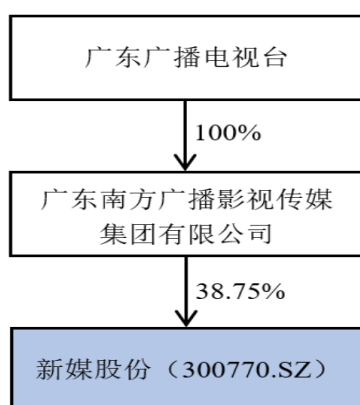 广东广播电视台
100%
广东南方广播影视传媒
集团有限公司
38.75%
新媒股份（300770.SZ）